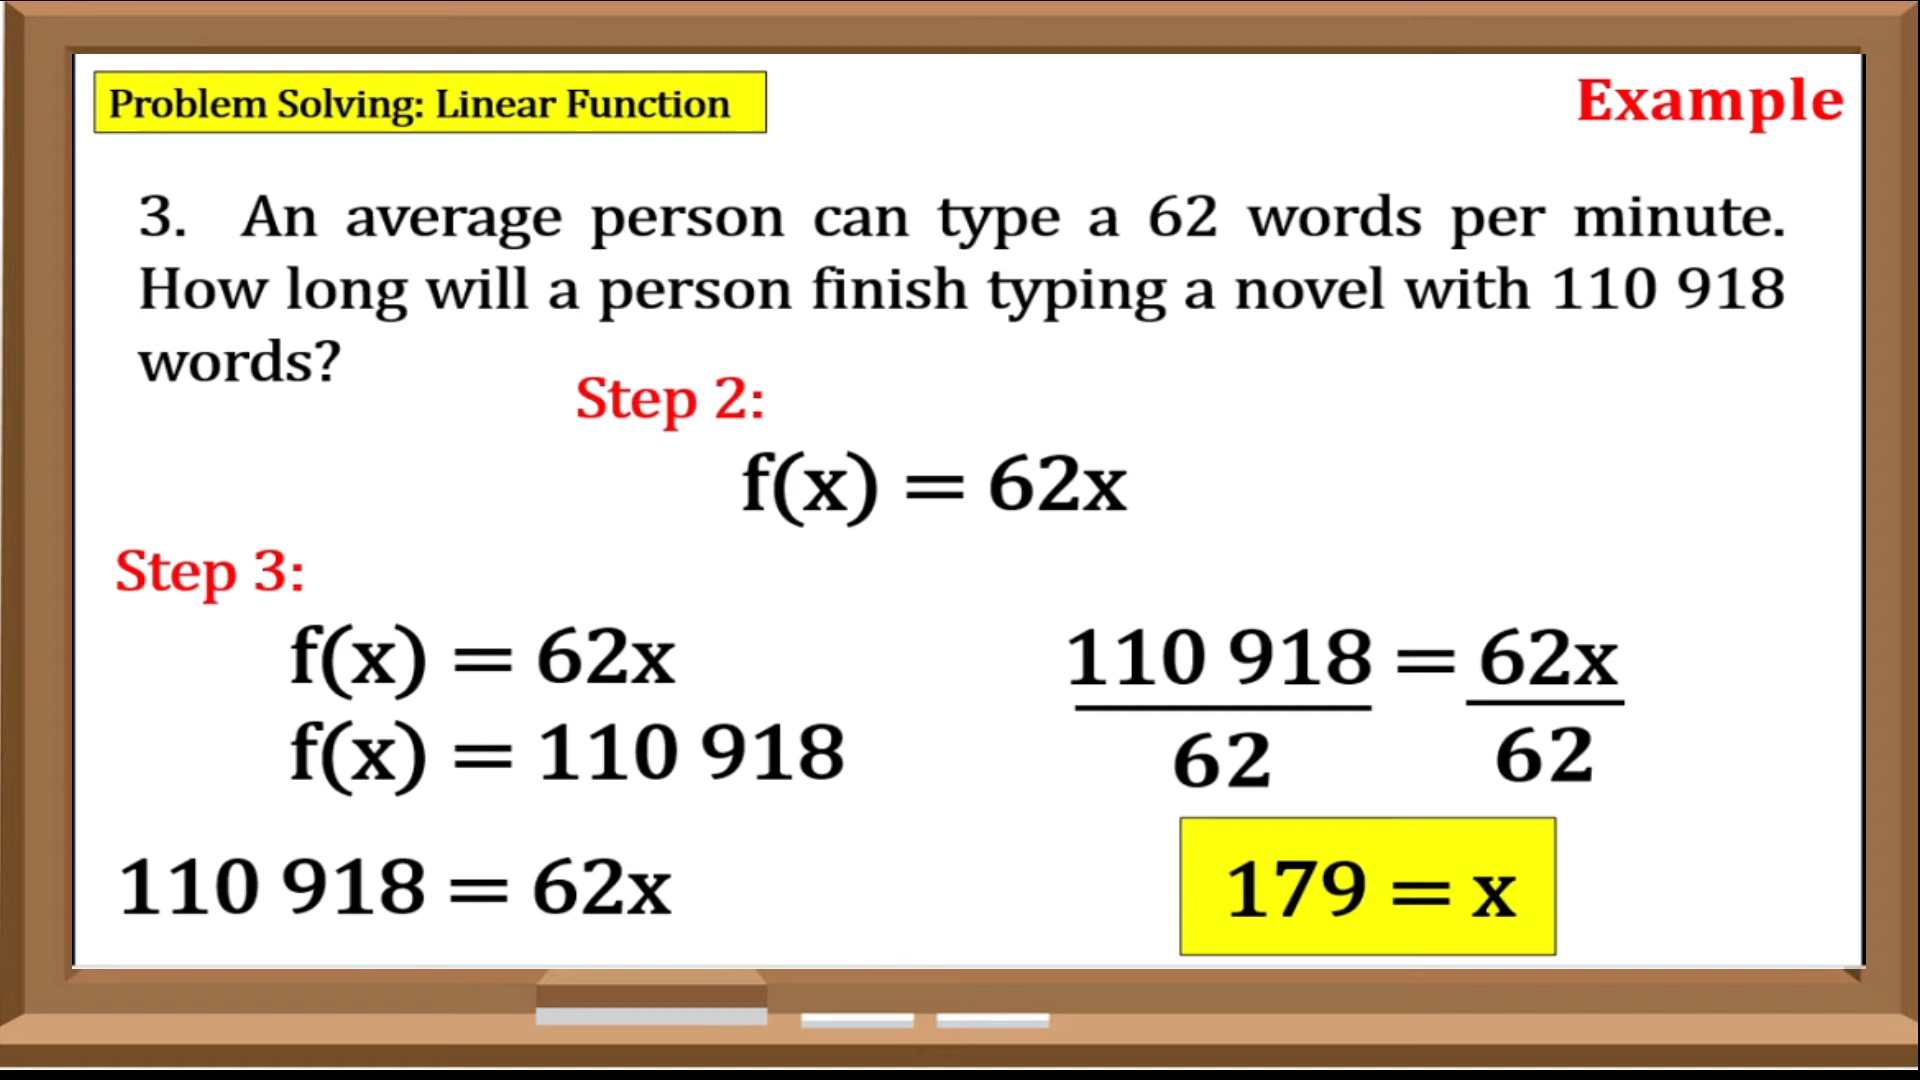 Problem Solving: Linear Function
Example
3. An average person can type a 62 words per minute.
How long will a person finish typing a novel with 110 918
words?
Step 2:
f(x) = 62x
Step 3:
f(x) = 62x
f(x) = 110 918
110 918 = 62x
110 918 = 62x
62 62
179 = x